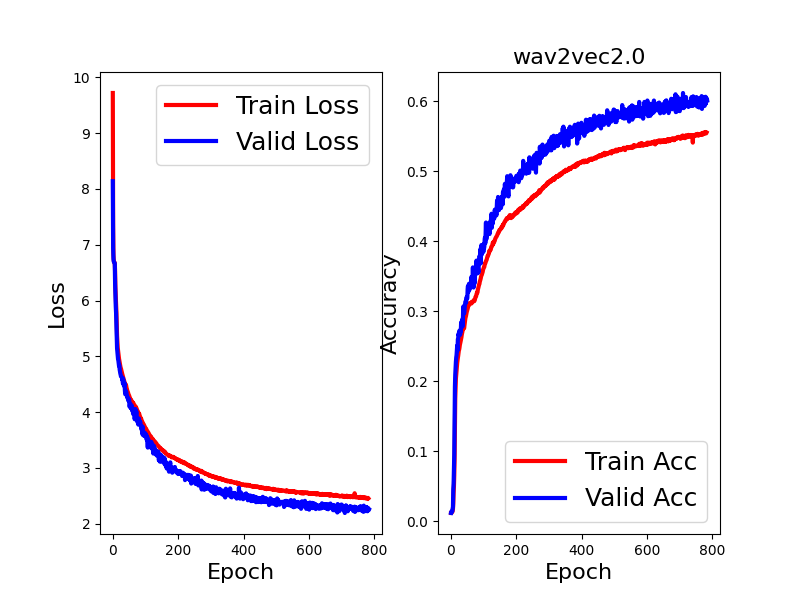 wav2vec2.0
10
9
8
7
6
5
4
3
2
Loss
Train Loss
Valid Loss
0 200 400 600 800
Epoch
0.6
0.5
0.4
0.3
0.2
0.1
0.0
Accuracy
Train Acc
Valid Acc
0 200 400 600 800
Epoch